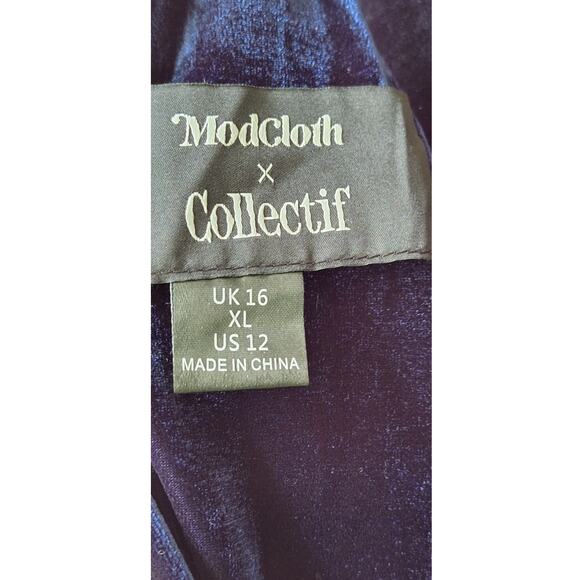 ModCloth
X
Collectif
UK 16
XL
US 12
MADE IN CHINA